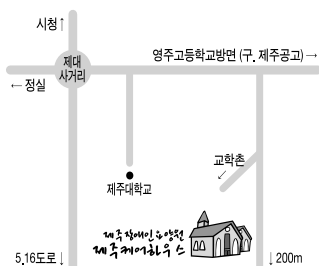 시청↑
제대
사거리
영주고등학교방면 (구. 제주공고)→
←정실
교학촌
↙
제주대학교
제주장애인요양원
제주케어하우스
5.16도로↓
↓200m